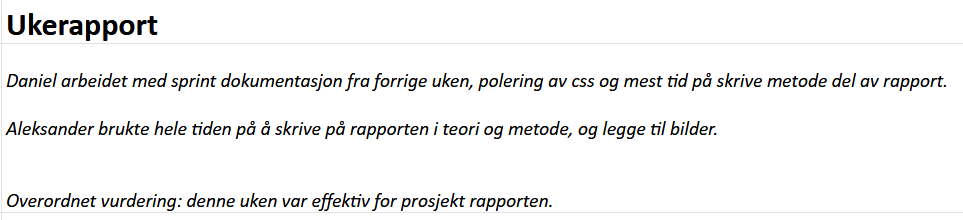 Ukerapport
Daniel arbeidet med sprint dokumentasjon fra forrige uken, polering av css og mest tid på skrive metode del av rapport.
Aleksander brukte hele tiden på å skrive på rapporten i teori og metode, og legge til bilder.
Overordnet vurdering: denne uken var effektiv for prosjekt rapporten.